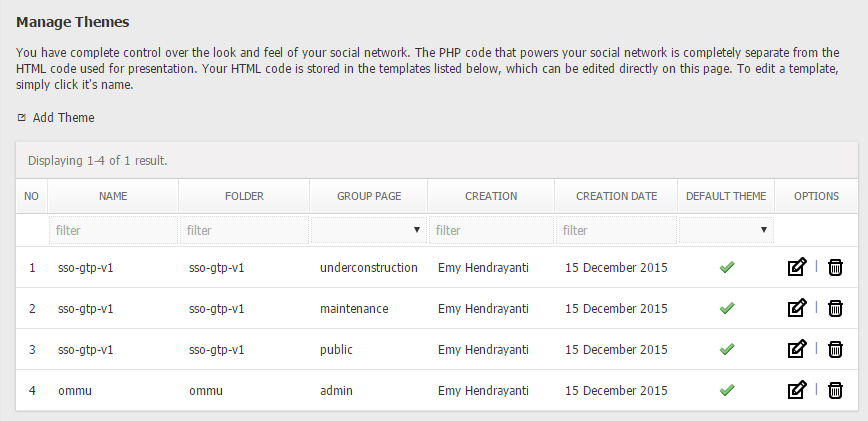 Manage Themes
You have complete control over the look and feel of your social network. The PHP code that powers your social network is completely separate from the
HTML code used for presentation. Your HTML code is stored in the templates listed below, which can be edited directly on this page. To edit a template,
simply click it's name.
Add Theme
Displaying 1-4 of 1 result.
NO NAME FOLDER GROUP PAGE CREATION CREATION DATE DEFAULT THEME OPTIONS
filter filter filter filter
1 sso-gtp-v1 sso-gtp-v1 underconstruction Emy Hendrayanti 15 December 2015 |
2 sso-gtp-v1 sso-gtp-v1 maintenance Emy Hendrayanti 15 December 2015 |
3 sso-gtp-v1 sso-gtp-v1 public Emy Hendrayanti 15 December 2015 |
4 ommu ommu admin Emy Hendrayanti 15 December 2015 |